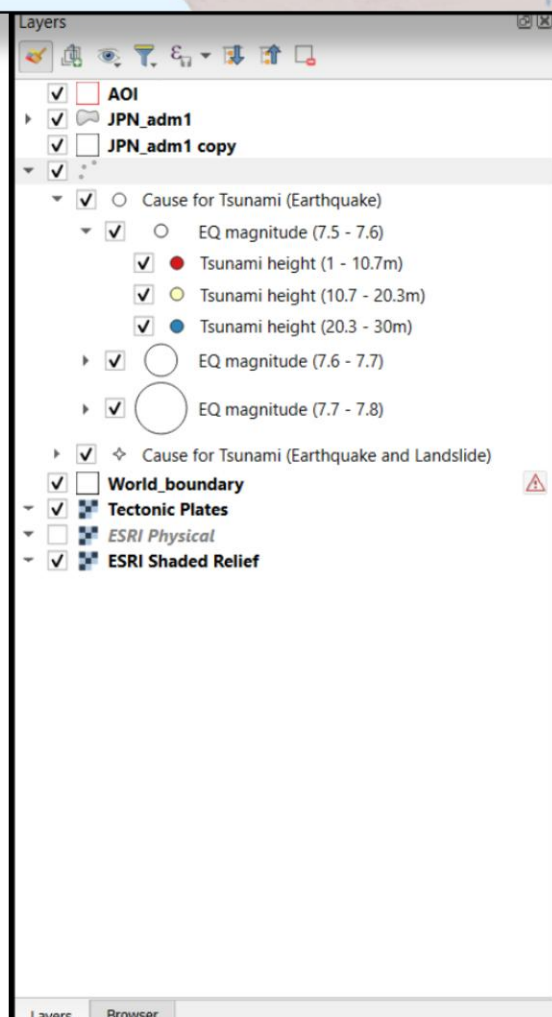 Layers
AOI
JPN_adm1
JPN_adm1 copy
Cause for Tsunami (Earthquake)
EQ magnitude (7.5 - 7.6)
Tsunami height (1 - 10.7m)
Tsunami height (10.7 - 20.3m)
Tsunami height (20.3 - 30m)
EQ magnitude (7.6 - 7.7)
EQ magnitude (7.7 - 7.8)
Cause for Tsunami (Earthquake and Landslide)
World_boundary
Tectonic Plates
ESRI Physical
ESRI Shaded Relief
Layers Browser